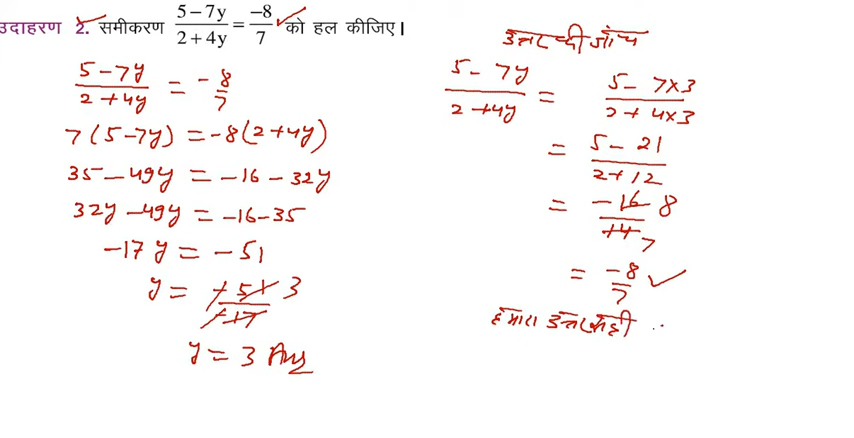 उदाहरण 2. समीकरण (5 – 7y)/(2 + 4y) = –8/7 को हल कीजिए।
(5 – 7y)/(2 + 4y) = –8/7
7(5 – 7y) = –8(2 + 4y)
35 – 49y = –16 – 32y
32y – 49y = –16 – 35
–17y = –51
y = –51/–17 3
y = 3 Ans
उत्तर की जाँच
(5 – 7y)/(2 + 4y) = (5 – 7×3)/(2 + 4×3)
= (5 – 21)/(2 + 12)
= –16/14 8 7
= –8/7 ✓
हमारा उत्तर सही